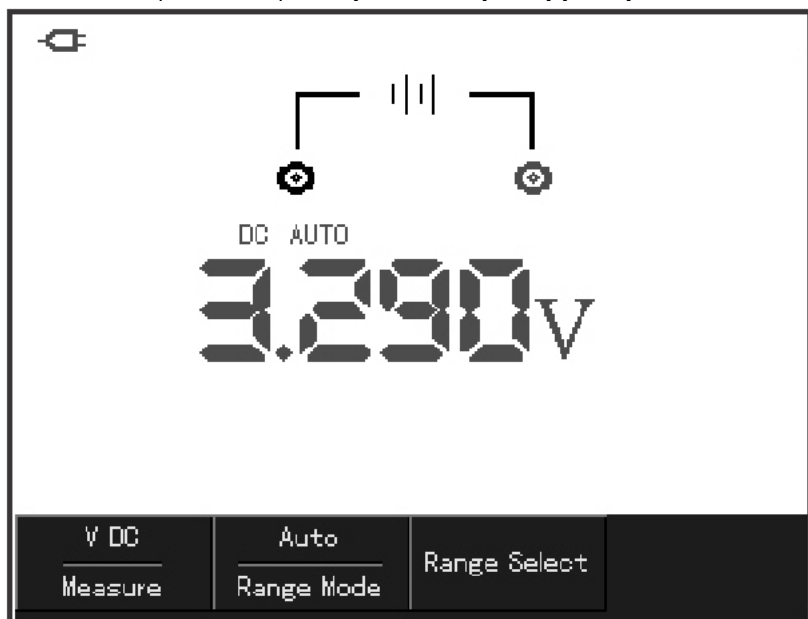 DC AUTO
3.290V
V DC
Measure
Auto
Range Mode
Range Select